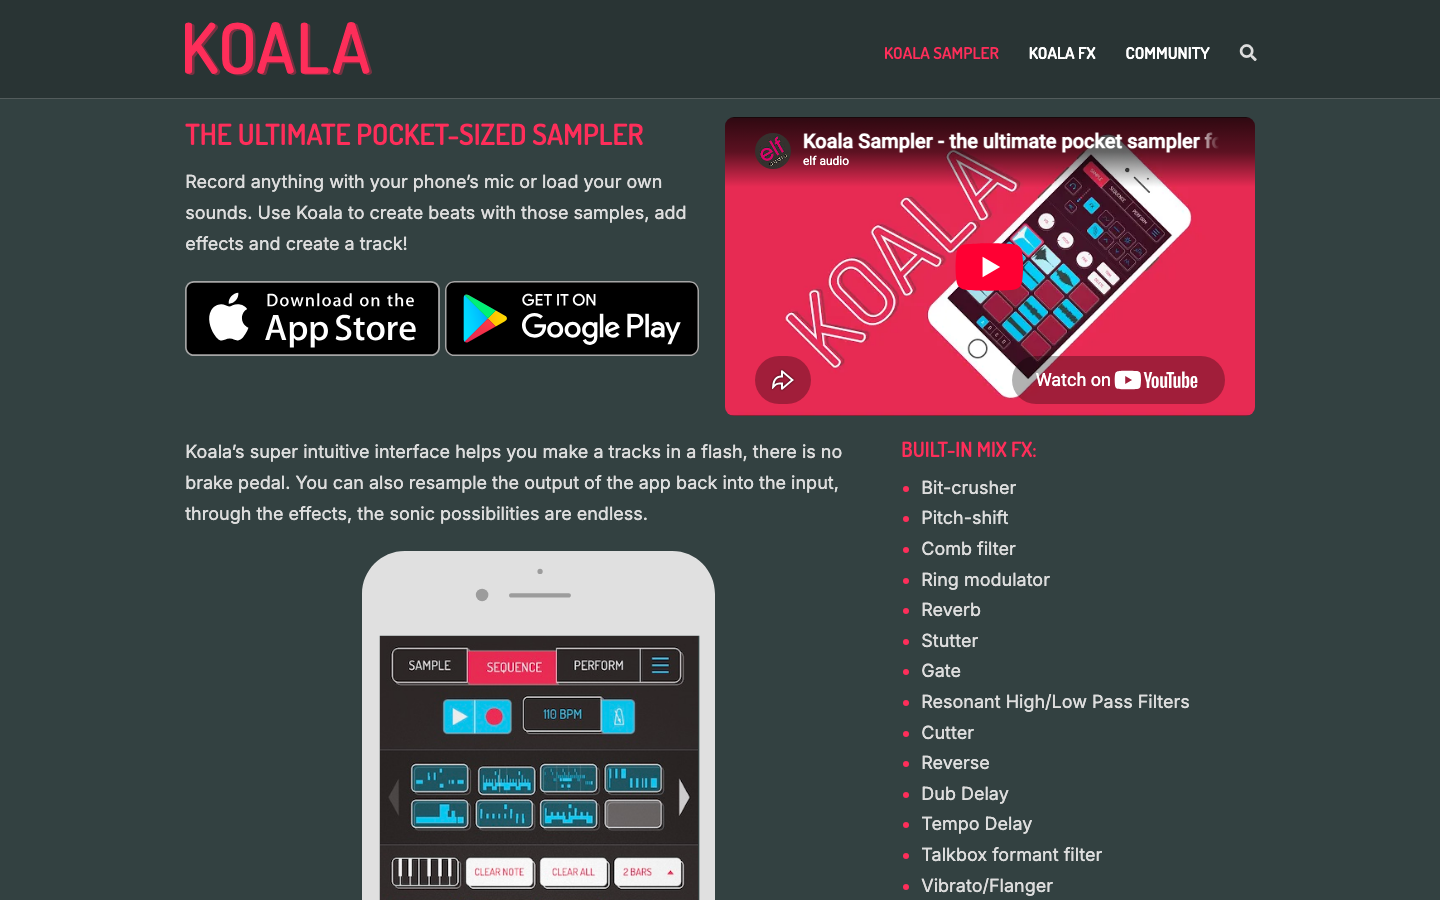 KOALA
KOALA SAMPLER
KOALA FX
COMMUNITY
THE ULTIMATE POCKET-SIZED SAMPLER
Record anything with your phone’s mic or load your own
sounds. Use Koala to create beats with those samples, add
effects and create a track!
Download on the
App Store
GET IT ON
Google Play
elf
Koala Sampler - the ultimate pocket sampler
elf audio
KOALA
Watch on YouTube
Koala’s super intuitive interface helps you make a tracks in a flash, there is no
brake pedal. You can also resample the output of the app back into the input,
through the effects, the sonic possibilities are endless.
SAMPLE
SEQUENCE
PERFORM
110 BPM
CLEAR NOTE
CLEAR ALL
2 BARS
BUILT-IN MIX FX:
Bit-crusher
Pitch-shift
Comb filter
Ring modulator
Reverb
Stutter
Gate
Resonant High/Low Pass Filters
Cutter
Reverse
Dub Delay
Tempo Delay
Talkbox formant filter
Vibrato/Flanger